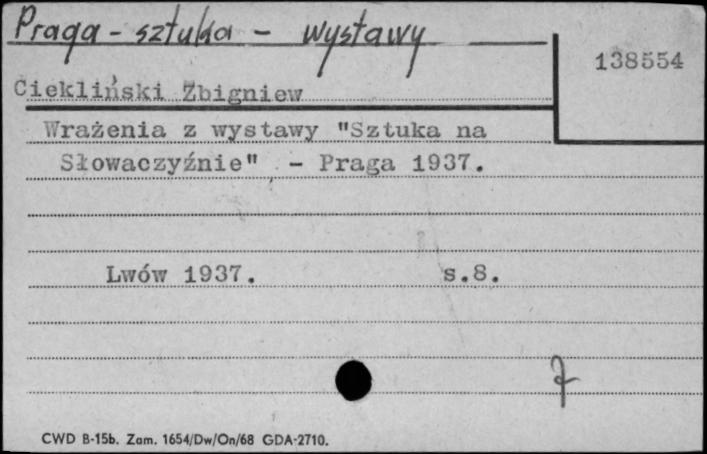 Praga - sztuka - wystawy
138554
Ciekliński Zbigniew
Wrażenia z wystawy "Sztuka na
Słowaczyźnie" - Praga 1937.
Lwów 1937. s.8.
CWD B-15b. Zam. 1654/Dw/On/68 GDA-2710.